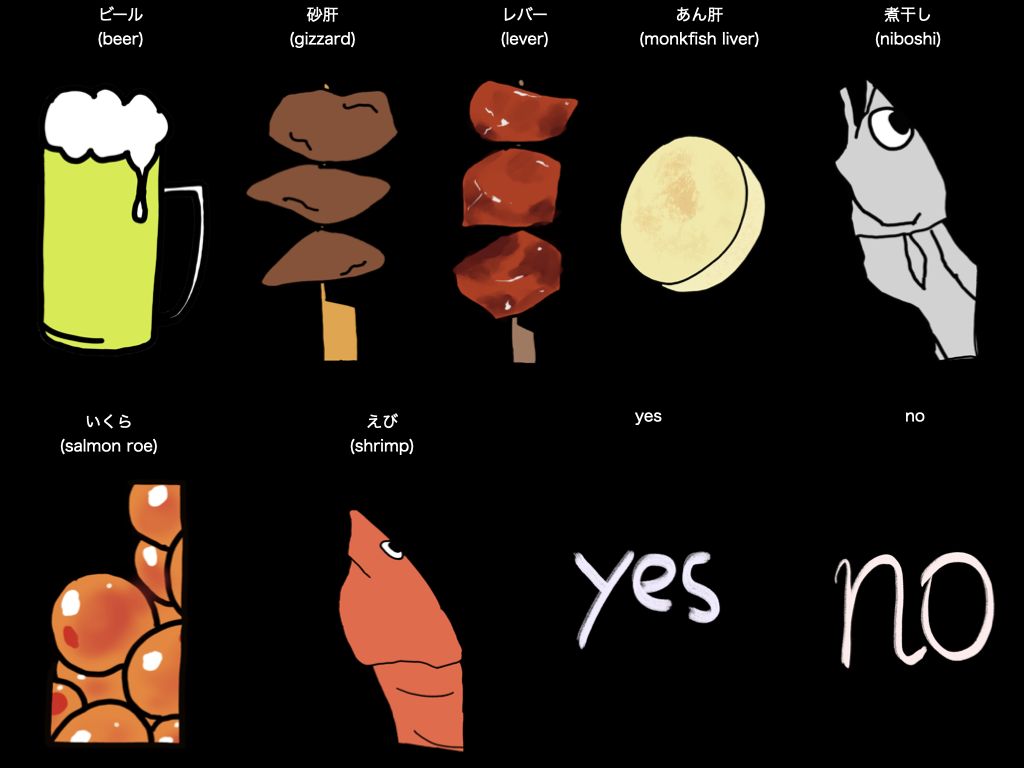 ビール
(beer)
砂肝
(gizzard)
レバー
(lever)
あん肝
(monkfish liver)
煮干し
(niboshi)
いくら
(salmon roe)
えび
(shrimp)
yes
no
yes
no